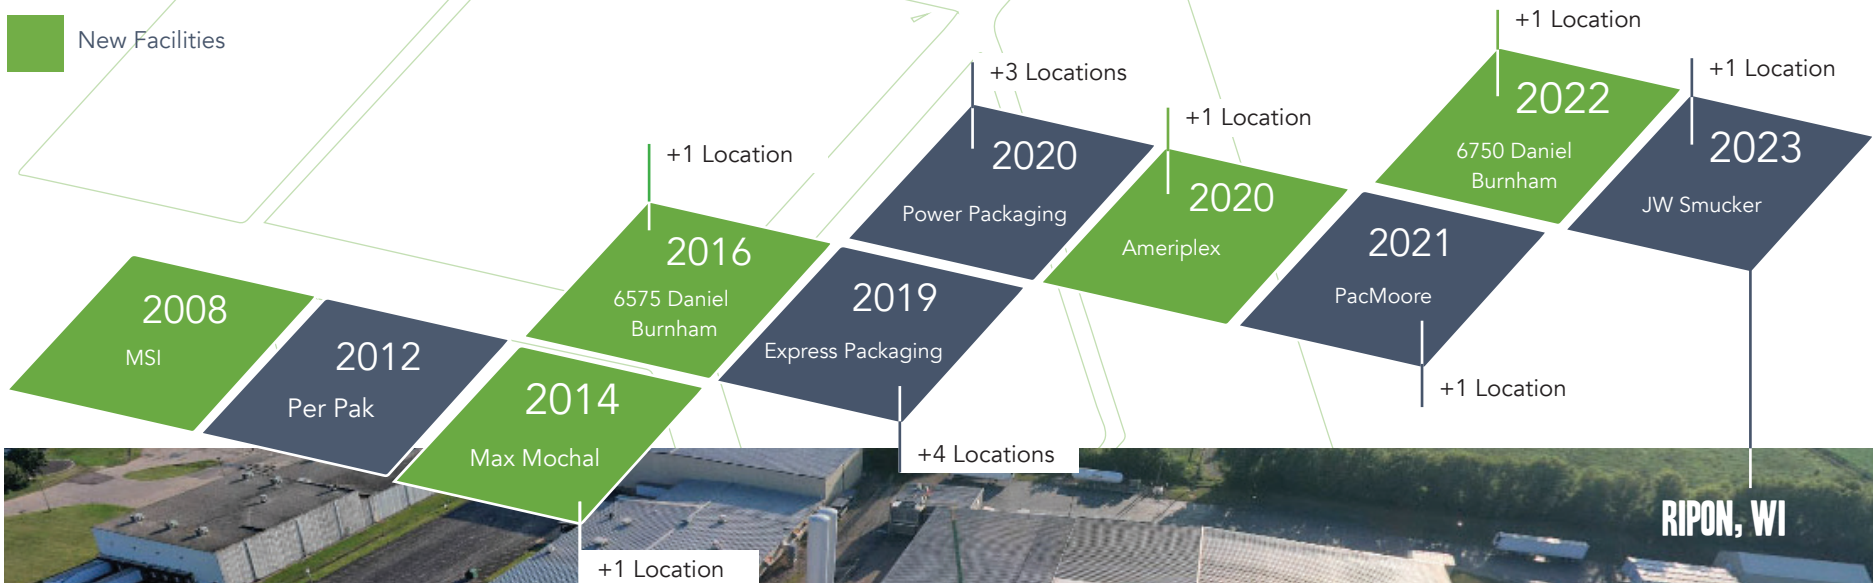 New Facilities
2008
MSI
2012
Per Pak
2014
Max Mochal
+1 Location
+1 Location
2016
6575 Daniel
Burnham
2019
Express Packaging
+4 Locations
+3 Locations
2020
Power Packaging
+1 Location
2020
Ameriplex
2021
PacMoore
+1 Location
+1 Location
2022
6750 Daniel
Burnham
+1 Location
2023
JW Smucker
RIPON, WI